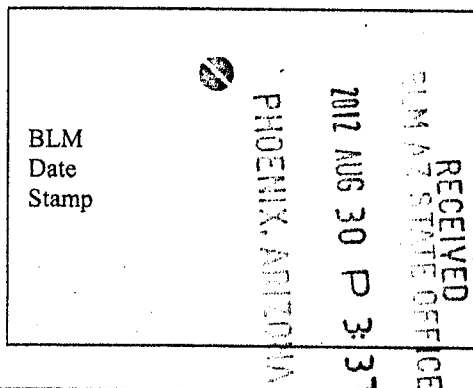 BLM
Date
Stamp
RECEIVED
BLM AZ STATE OFFICE
2012 AUG 30 P 3:37
PHOENIX, ARIZONA